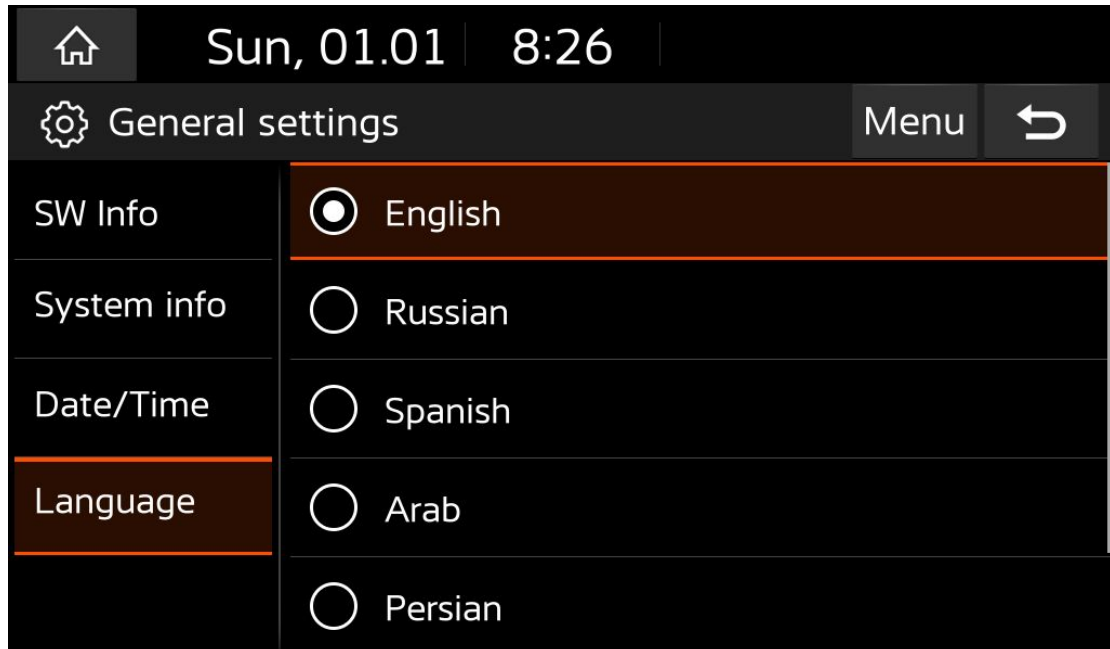 Sun, 01.01 8:26
General settings Menu
SW Info
System info
Date/Time
Language
English
Russian
Spanish
Arab
Persian